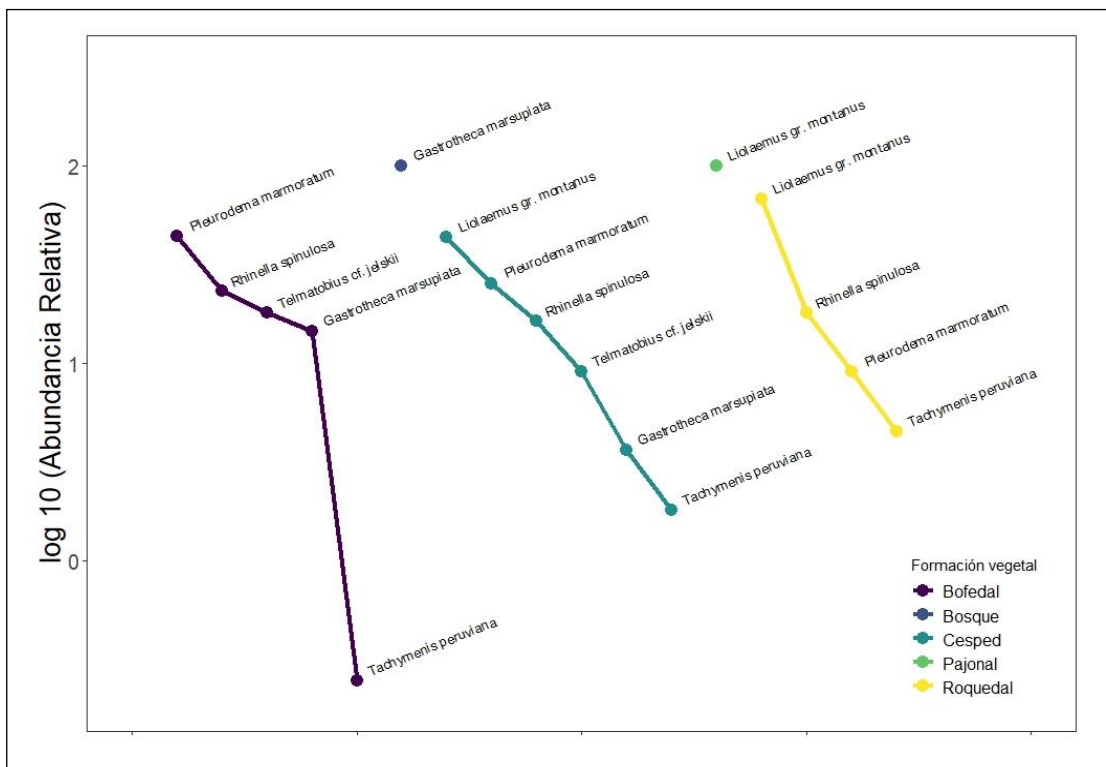 log 10 (Abundancia Relativa)
2
1
0
Pleurodema marmoratum
Rhinella spinulosa
Telmatobius cf. jelskii
Gastrotheca marsupiata
Tachymenis peruviana
Gastrotheca marsupiata
Liolaemus gr. montanus
Pleurodema marmoratum
Rhinella spinulosa
Telmatobius cf. jelskii
Gastrotheca marsupiata
Tachymenis peruviana
Liolaemus gr. montanus
Liolaemus gr. montanus
Rhinella spinulosa
Pleurodema marmoratum
Tachymenis peruviana
Formación vegetal
Bofedal
Bosque
Cesped
Pajonal
Roquedal